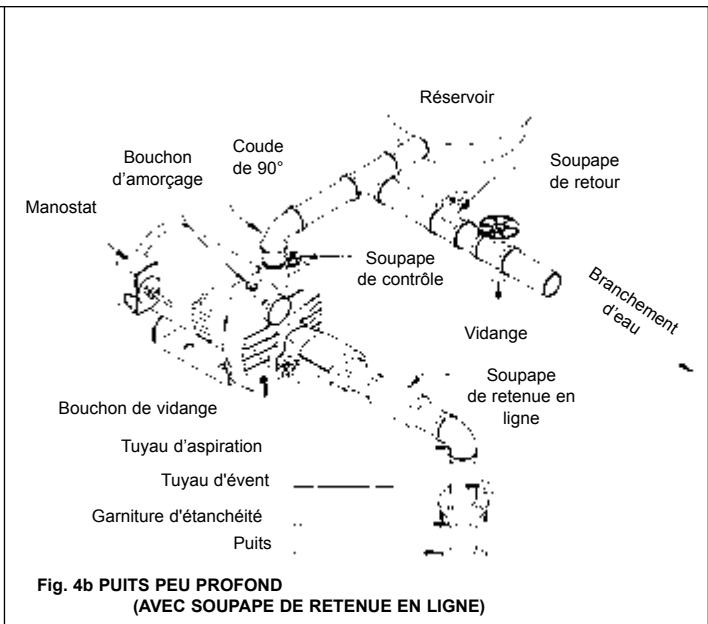 Réservoir
Coude
de 90°
Bouchon
d'amorçage
Soupape
de retour
Manostat
Soupape
de contrôle
Branchement
d'eau
Vidange
Soupape
de retenue en
ligne
Bouchon de vidange
Tuyau d'aspiration
Tuyau d'évent
Garniture d'étanchéité
Puits
Fig. 4b PUITS PEU PROFOND
(AVEC SOUPAPE DE RETENUE EN LIGNE)